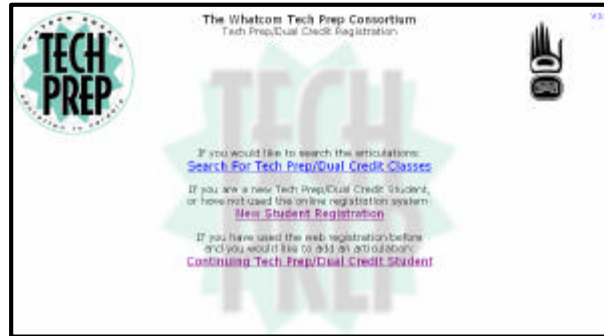 The Whatcom Tech Prep Consortium
Tech Prep/Dual Credit Registration
TECH
PREP
If you would like to search the articulations:
Search For Tech Prep/Dual Credit Classes
If you are a new Tech Prep/Dual Credit Student,
or have not used the online registration system
New Student Registration
If you have used the web registration before
and you would like to add an articulation:
Continuing Tech Prep/Dual Credit Student
TECH
PREP